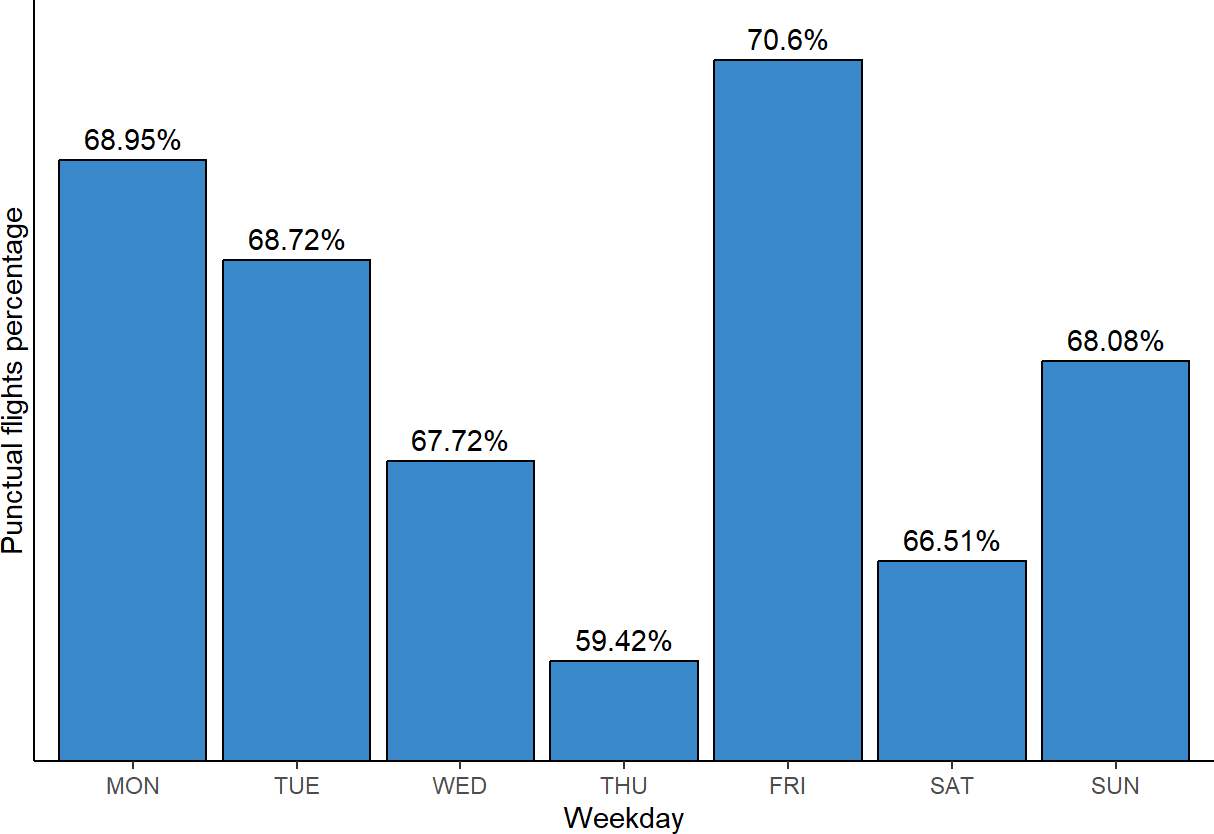 70.6%
68.95%
68.72%
68.08%
67.72%
66.51%
59.42%
Punctual flights percentage
MON TUE WED THU FRI SAT SUN
Weekday